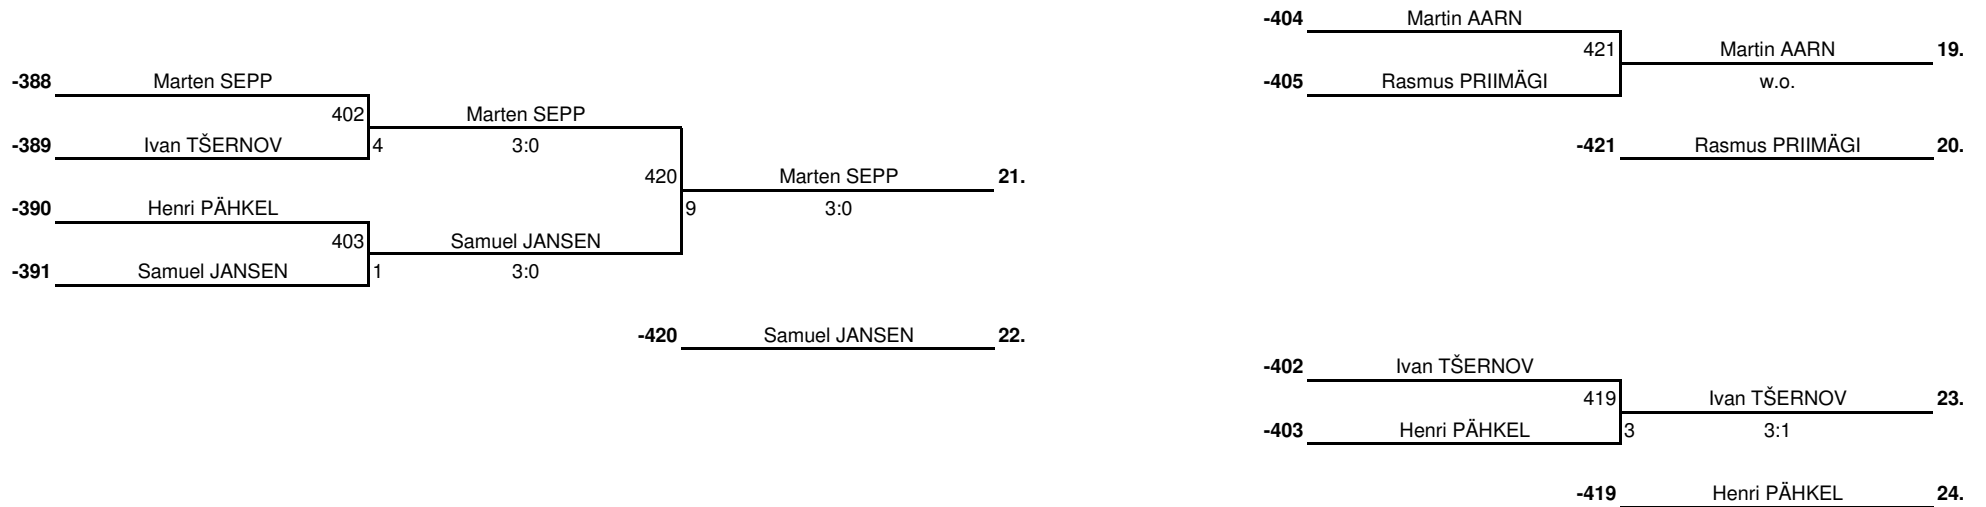 -388 Marten SEPP
402 Marten SEPP
-389 Ivan TŠERNOV 4 3:0
420 Marten SEPP 21.
-390 Henri PÄHKEL 9 3:0
403 Samuel JANSEN
-391 Samuel JANSEN 1 3:0
-420 Samuel JANSEN 22.
-404 Martin AARN
421 Martin AARN 19.
-405 Rasmus PRIIMÄGI w.o.
-421 Rasmus PRIIMÄGI 20.
-402 Ivan TŠERNOV
419 Ivan TŠERNOV 23.
-403 Henri PÄHKEL 3 3:1
-419 Henri PÄHKEL 24.